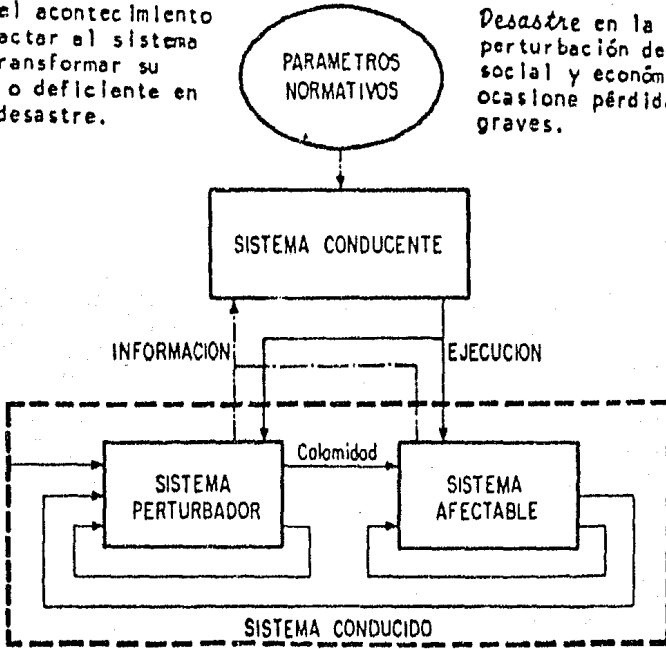 el acontecimiento
actar al sistema
ransformar su
o deficiente en
desastre.
Desastre en la
perturbación de
social y económ
ocasione pérdida
graves.
PARAMETROS
NORMATIVOS
SISTEMA CONDUCENTE
INFORMACION
EJECUCION
Calamidad
SISTEMA
PERTURBADOR
SISTEMA
AFECTABLE
SISTEMA CONDUCIDO